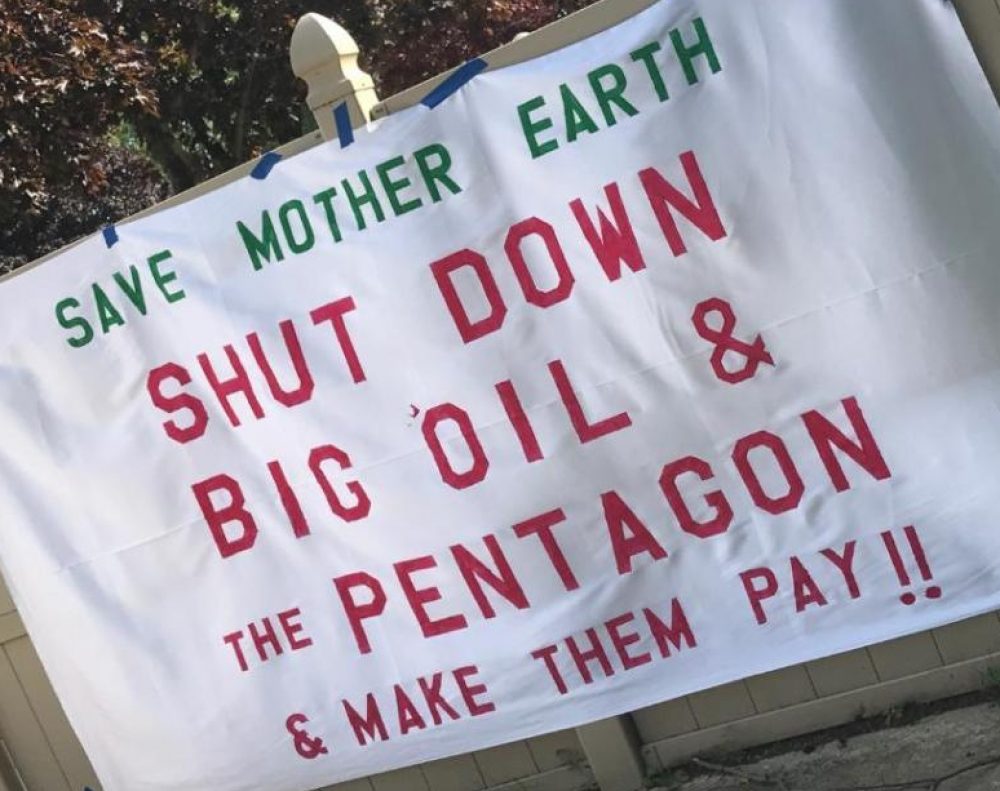 SAVE MOTHER EARTH
SHUT DOWN
BIG OIL &
THE PENTAGON
& MAKE THEM PAY!!